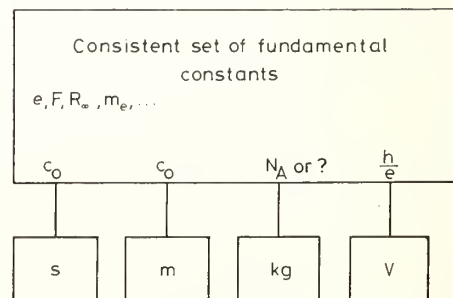 Consistent set of fundamental
constants
e, F, R∞, mₑ, ...
c₀ c₀ N_A or ? h/e
s m kg V